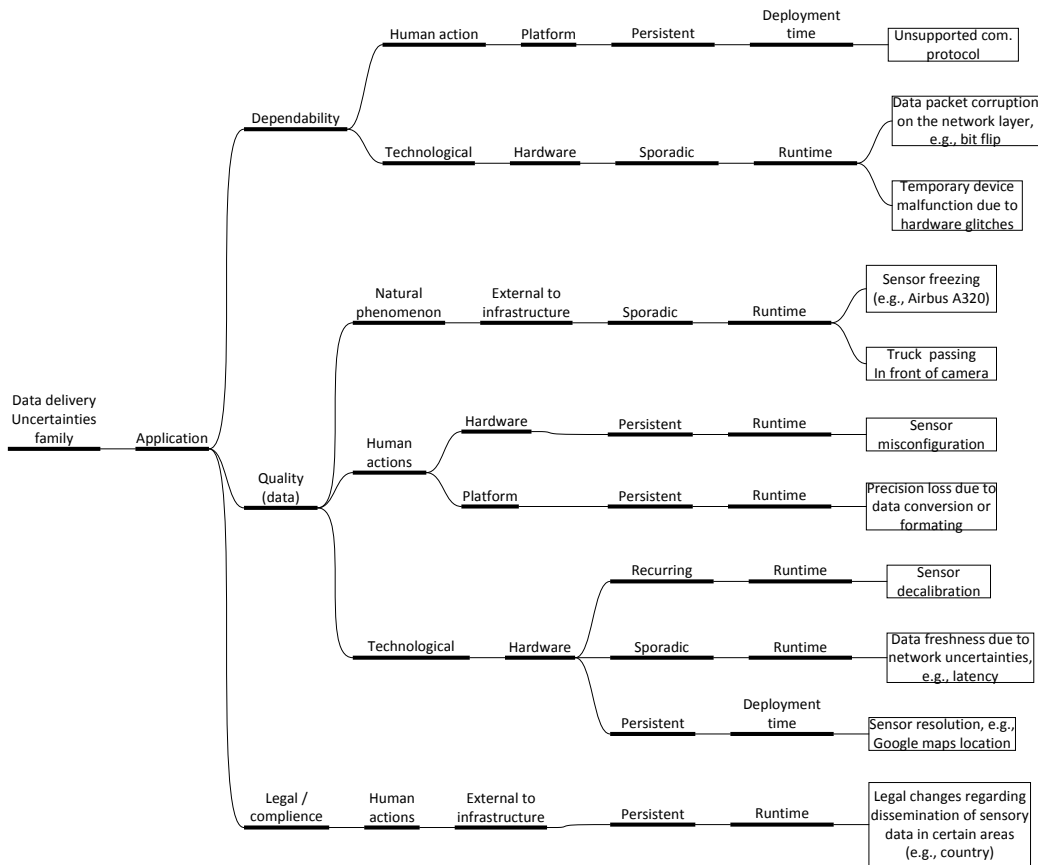 Human action
Platform
Persistent
Deployment
time
Unsupported com.
protocol
Dependability
Technological
Hardware
Sporadic
Runtime
Data packet corruption
on the network layer,
e.g., bit flip
Temporary device
malfunction due to
hardware glitches
Data delivery
Uncertainties
family
Application
Quality
(data)
Natural
phenomenon
External to
infrastructure
Sporadic
Runtime
Sensor freezing
(e.g., Airbus A320)
Truck passing
In front of camera
Human
actions
Hardware
Persistent
Runtime
Sensor
misconfiguration
Platform
Persistent
Runtime
Precision loss due to
data conversion or
formating
Technological
Hardware
Recurring
Runtime
Sensor
decalibration
Sporadic
Runtime
Data freshness due to
network uncertainties,
e.g., latency
Persistent
Deployment
time
Sensor resolution, e.g.,
Google maps location
Legal /
complience
Human
actions
External to
infrastructure
Persistent
Runtime
Legal changes regarding
dissemination of sensory
data in certain areas
(e.g., country)